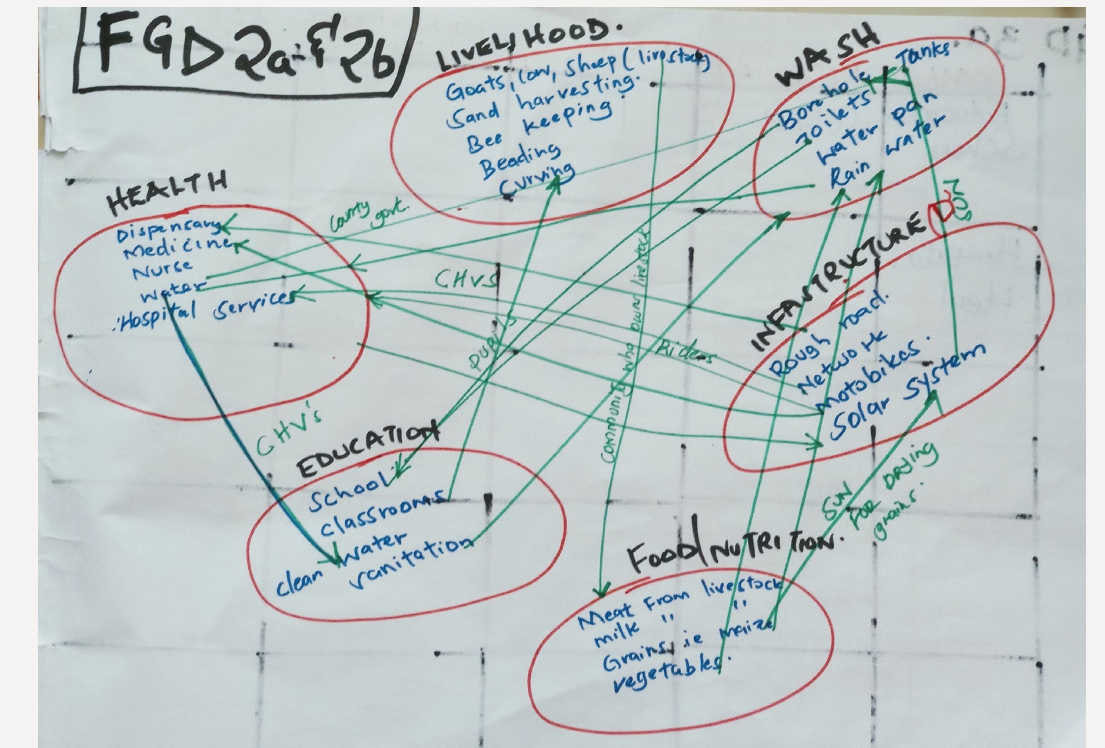 FGD 2a & 2b
LIVELIHOOD.
Goats, Cow, Sheep (livestock)
Sand harvesting.
Bee keeping.
Beading
Curving
WASH
Tanks
Borehole
Toilets
Water pan
Rain water
HEALTH
Dispensary
Medicine
Nurse
Water
Hospital Services
county govt.
CHVs
Riders
pupils
community who own livestock
CHV's
INFASTRUCTURE
Rough road.
Network
Motobikes.
Solar System
EDUCATION
School
Classrooms
clean water
sanitation
SUN
FOR DRYING
grains.
Food/NUTRITION.
Meat From livestock
milk " "
Grains, ie maize
vegetables.